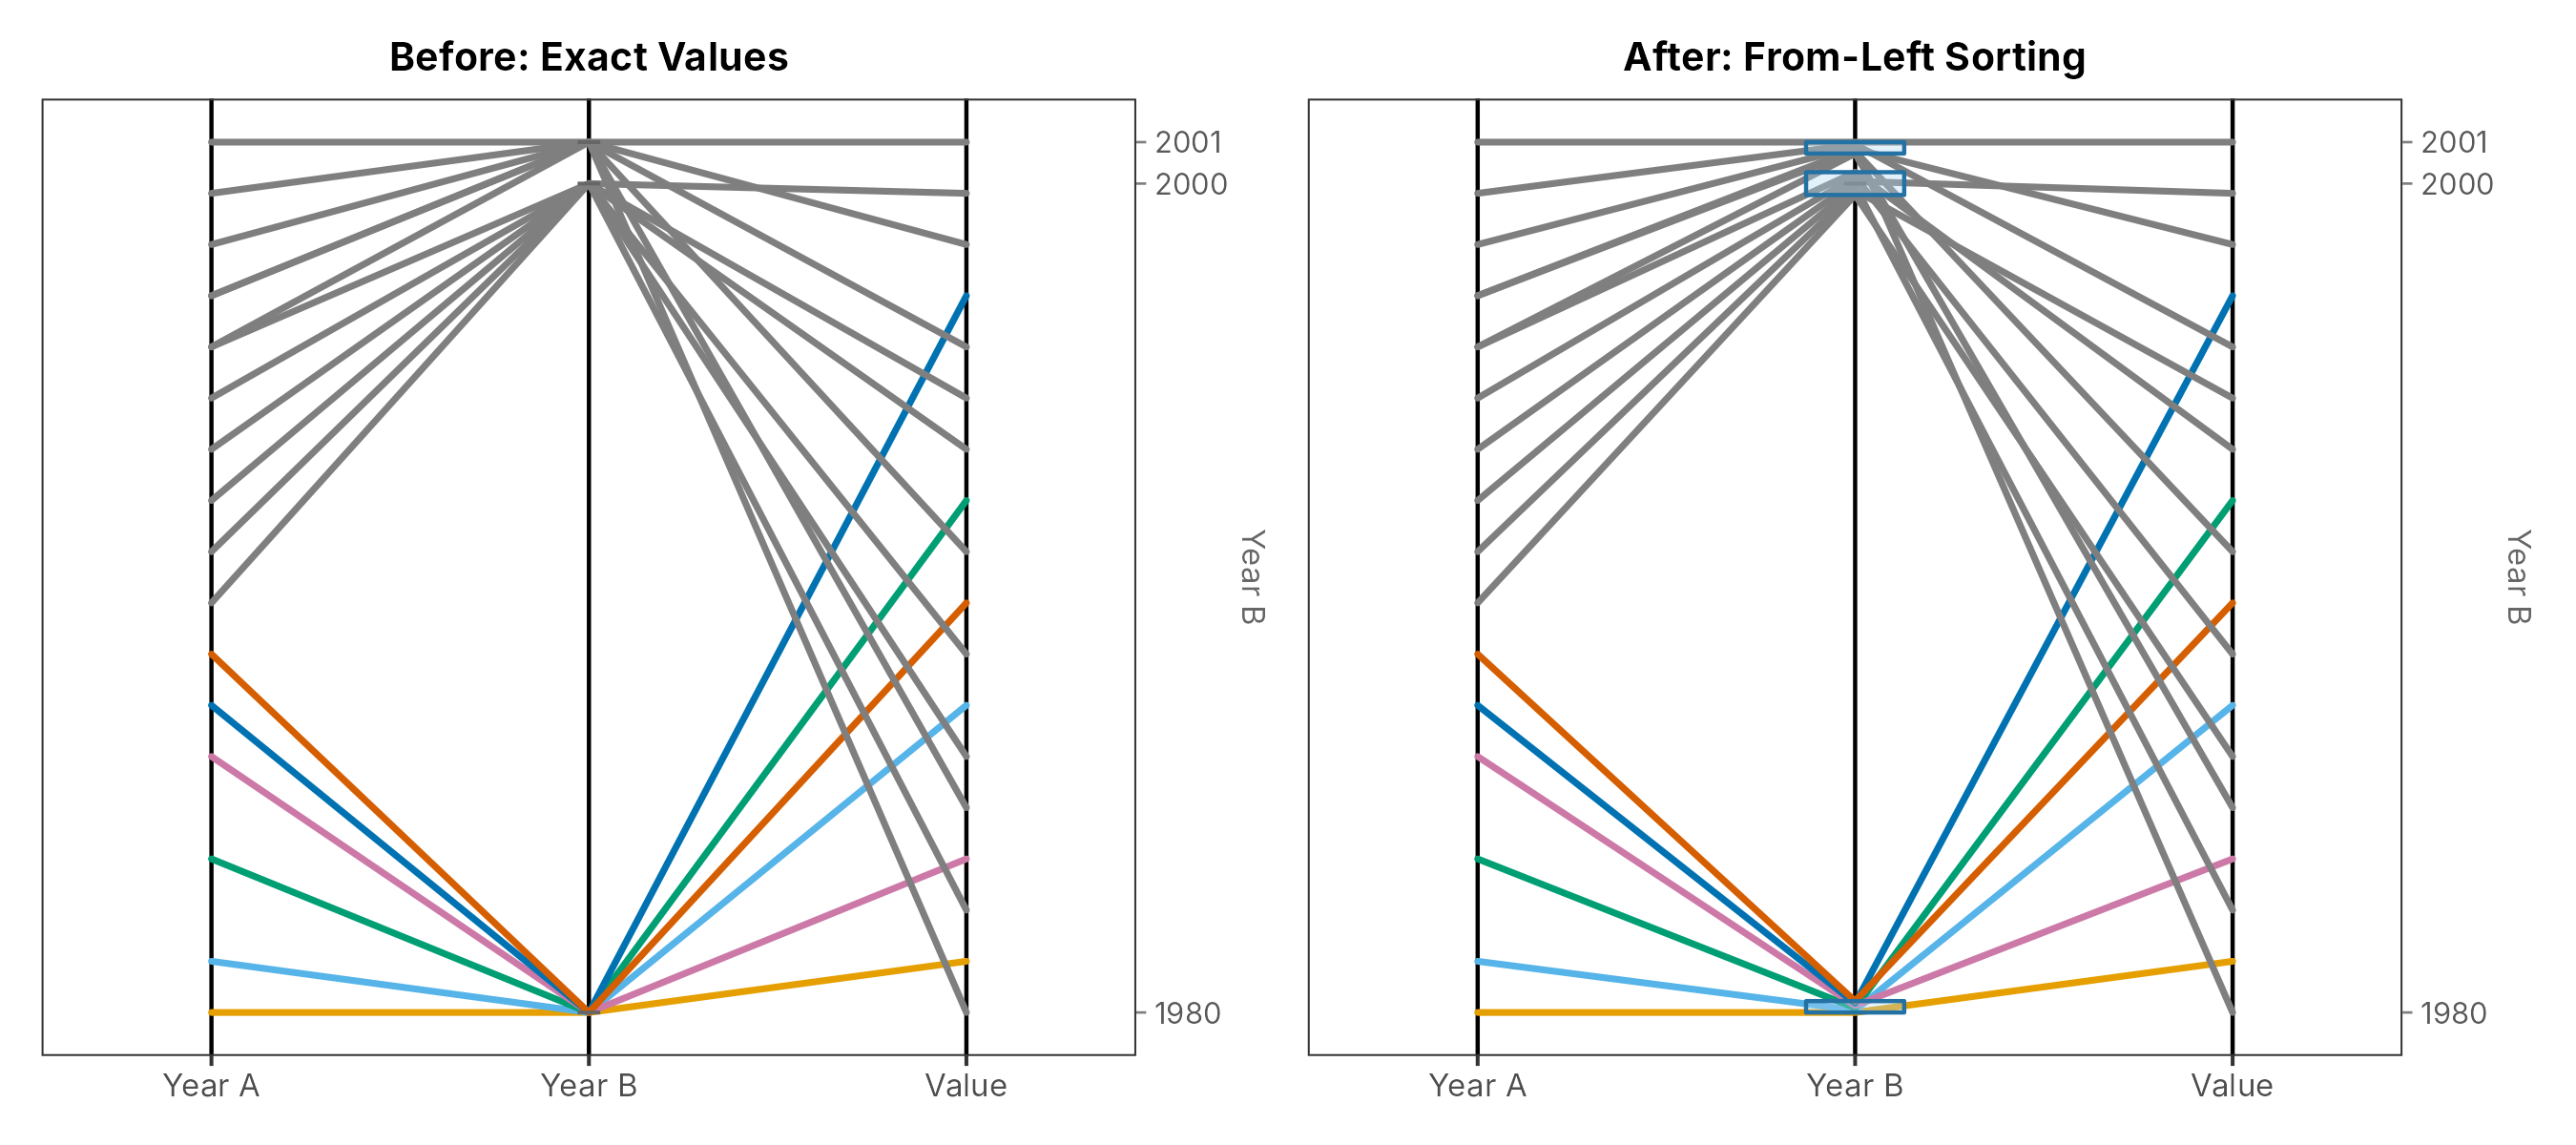 Before: Exact Values
2001
2000
1980
Year B
Year A
Year B
Value
After: From-Left Sorting
2001
2000
1980
Year B
Year A
Year B
Value